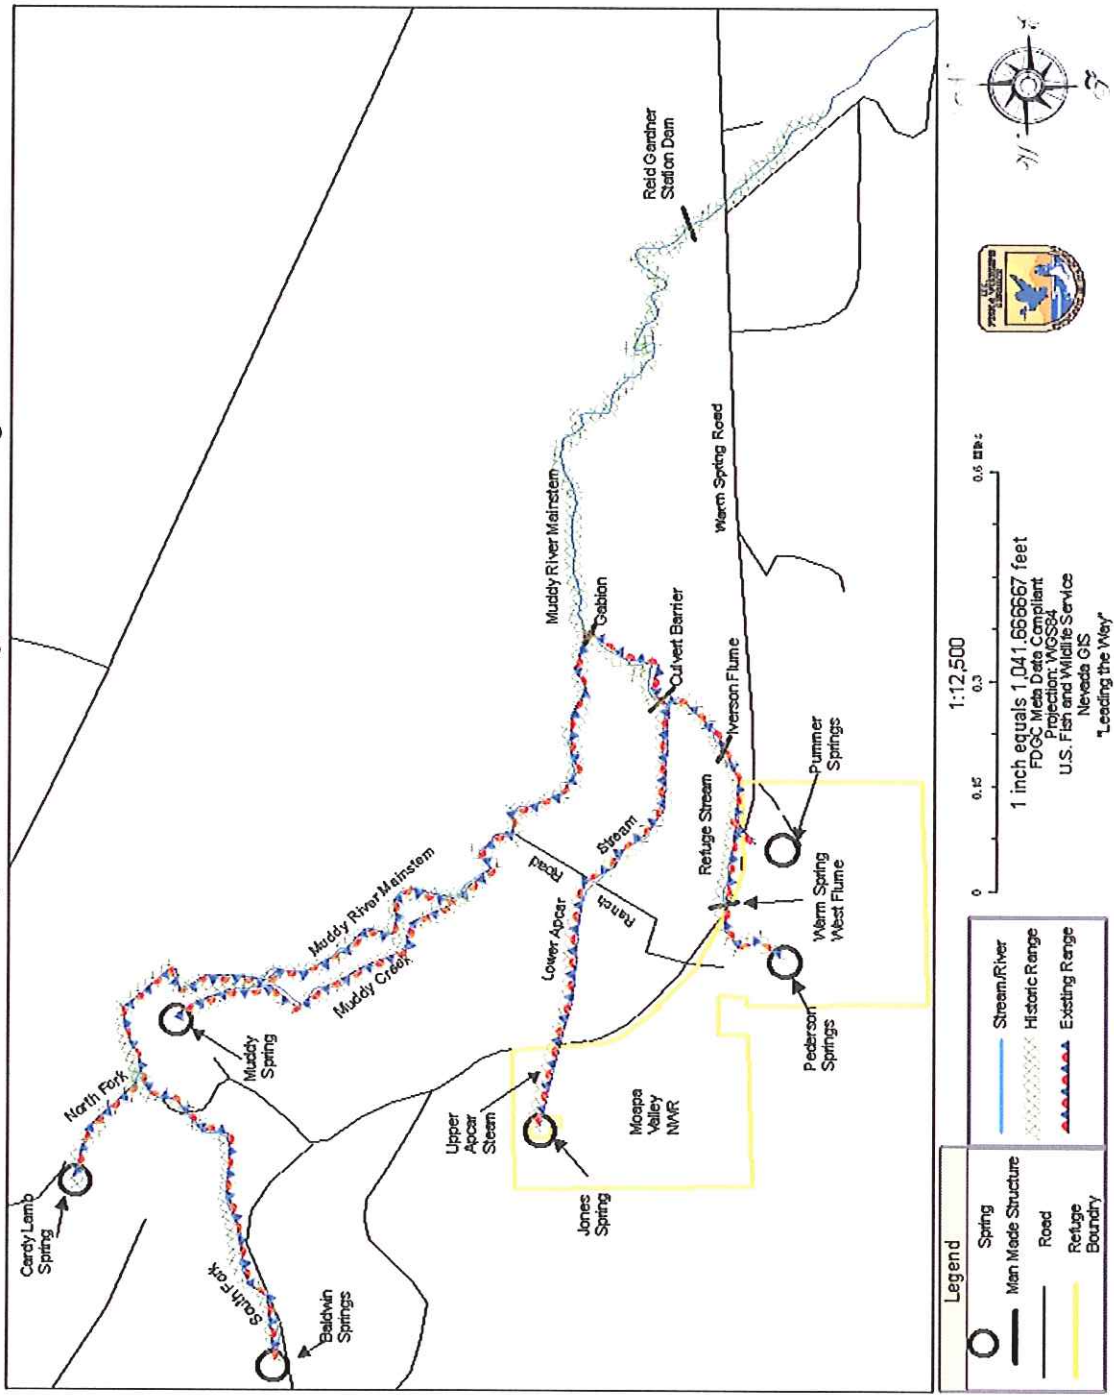 Cardy Lamb
Spring
North Fork
Muddy
Spring
South Fork
Baldwin
Springs
Muddy River Mainstem
Muddy Creek
Upper
Apcar
Steam
Jones
Spring
Moapa
Valley
NWR
Lower Apcar
Stream
Ranch
Road
Refuge Stream
Warm Spring
West Flume
Pederson
Springs
Plummer
Springs
Iverson Flume
Culvert Barrier
Gabion
Muddy River Mainstem
Warm Spring Road
Reid Gardner
Station Dam
Legend
Spring
Man Made Structure
Road
Refuge
Boundry
Stream/River
Historic Range
Existing Range
1:12,500
0 0.15 0.3 0.6 Miles
1 inch equals 1,041.666667 feet
FDGC Meta Data Compliant
Projection: WGS84
U.S. Fish and Wildlife Service
Nevada GIS
"Leading the Way"
U.S.
FISH & WILDLIFE
SERVICE